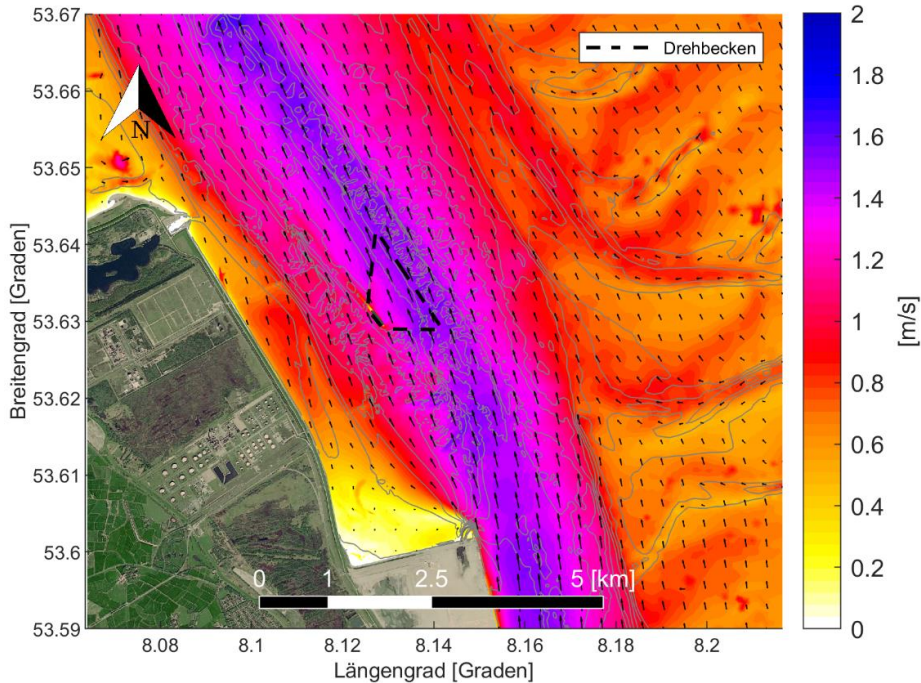 53.67
53.66
53.65
53.64
53.63
53.62
53.61
53.6
53.59
Breitengrad [Graden]
N
Drehbecken
0 1 2.5 5 [km]
8.08 8.1 8.12 8.14 8.16 8.18 8.2
Längengrad [Graden]
2
1.8
1.6
1.4
1.2
1
0.8
0.6
0.4
0.2
0
[m/s]